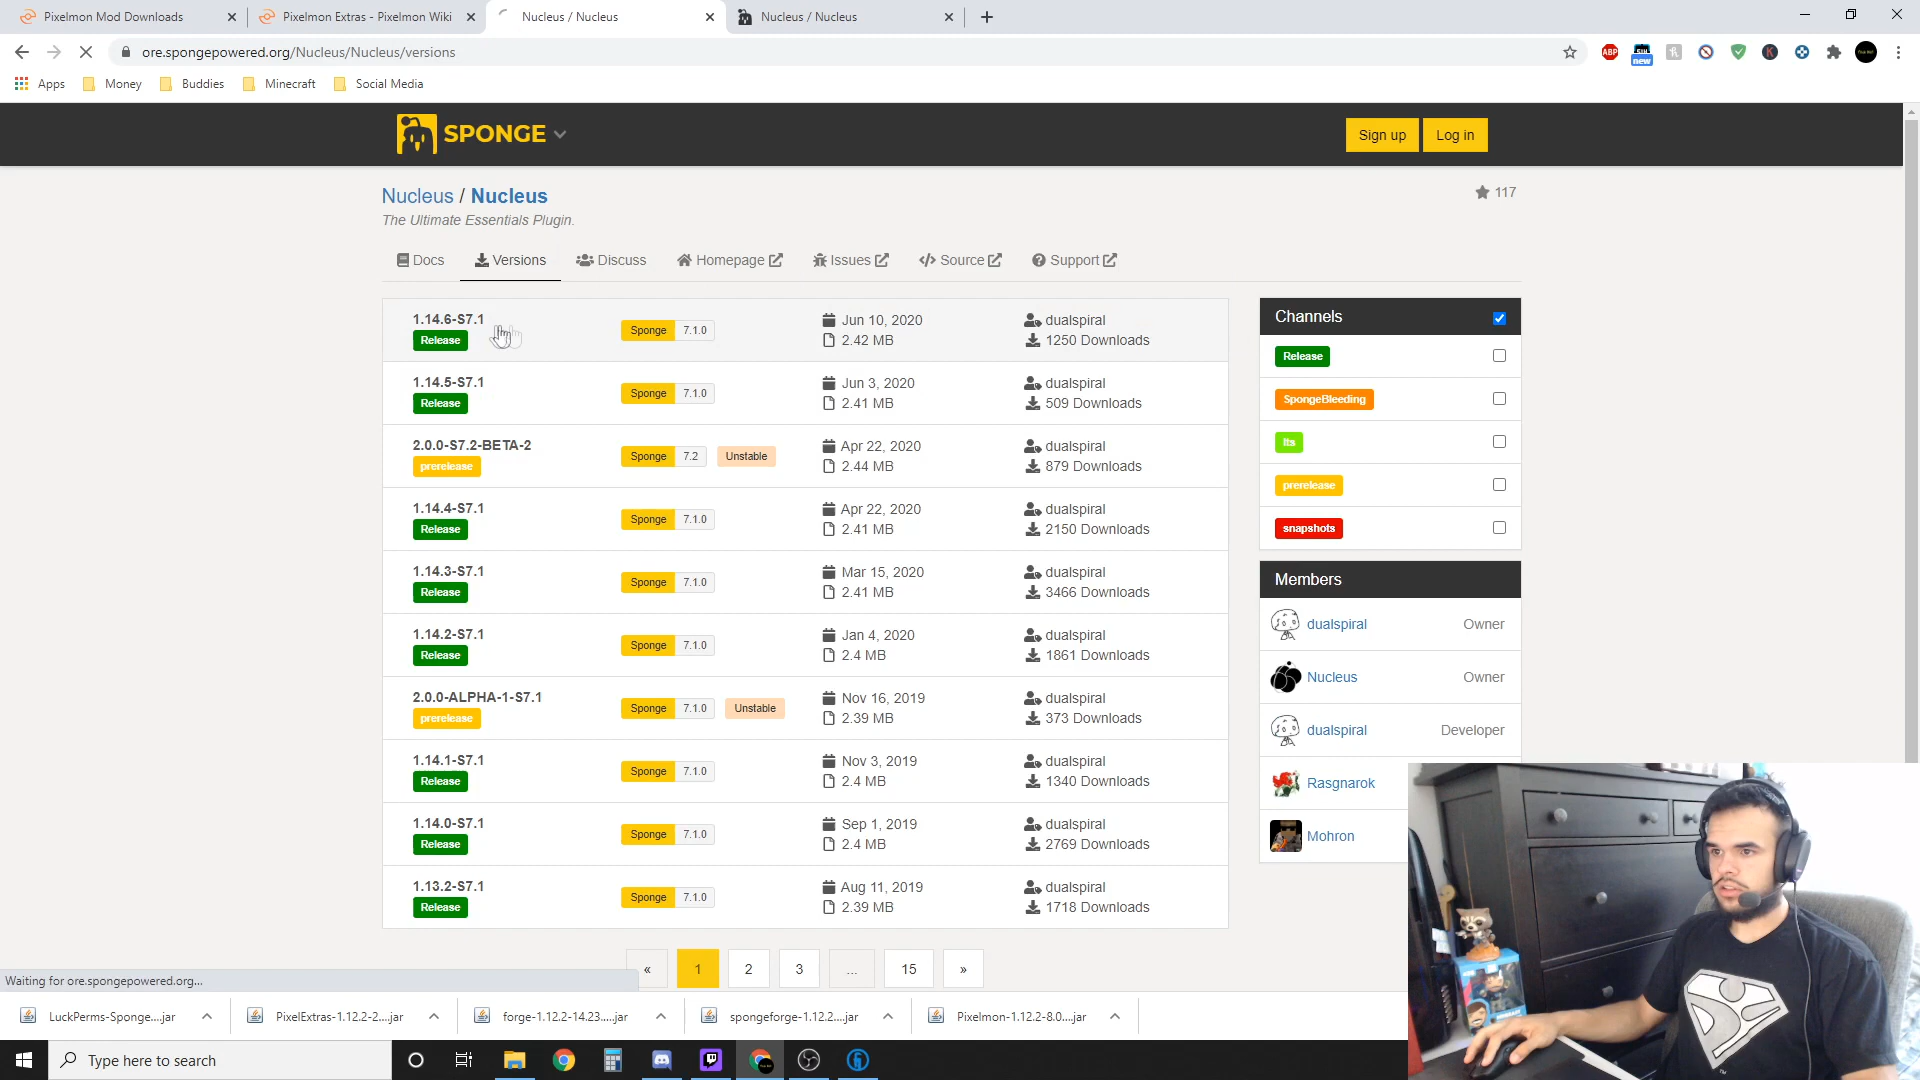 Pixelmon Mod Downloads
Pixelmon Extras - Pixelmon Wiki
Nucleus / Nucleus
Nucleus / Nucleus
ore.spongepowered.org/Nucleus/Nucleus/versions
ABP
new
Apps
Money
Buddies
Minecraft
Social Media
SPONGE
Sign up
Log in
Nucleus / Nucleus
117
The Ultimate Essentials Plugin.
Docs
Versions
Discuss
Homepage
Issues
Source
Support
1.14.6-S7.1
Release
Sponge 7.1.0
Jun 10, 2020
2.42 MB
dualspiral
1250 Downloads
1.14.5-S7.1
Release
Sponge 7.1.0
Jun 3, 2020
2.41 MB
dualspiral
509 Downloads
2.0.0-S7.2-BETA-2
prerelease
Sponge 7.2
Unstable
Apr 22, 2020
2.44 MB
dualspiral
879 Downloads
1.14.4-S7.1
Release
Sponge 7.1.0
Apr 22, 2020
2.41 MB
dualspiral
2150 Downloads
1.14.3-S7.1
Release
Sponge 7.1.0
Mar 15, 2020
2.41 MB
dualspiral
3466 Downloads
1.14.2-S7.1
Release
Sponge 7.1.0
Jan 4, 2020
2.4 MB
dualspiral
1861 Downloads
2.0.0-ALPHA-1-S7.1
prerelease
Sponge 7.1.0
Unstable
Nov 16, 2019
2.39 MB
dualspiral
373 Downloads
1.14.1-S7.1
Release
Sponge 7.1.0
Nov 3, 2019
2.4 MB
dualspiral
1340 Downloads
1.14.0-S7.1
Release
Sponge 7.1.0
Sep 1, 2019
2.4 MB
dualspiral
2769 Downloads
1.13.2-S7.1
Release
Sponge 7.1.0
Aug 11, 2019
2.39 MB
dualspiral
1718 Downloads
Channels
Release
SpongeBleeding
lts
prerelease
snapshots
Members
dualspiral Owner
Nucleus Owner
dualspiral Developer
Rasgnarok
Mohron
« 1 2 3 ... 15 »
Waiting for ore.spongepowered.org...
LuckPerms-Sponge....jar
PixelExtras-1.12.2-2....jar
forge-1.12.2-14.23.....jar
spongeforge-1.12.2....jar
Pixelmon-1.12.2-8.0....jar
Type here to search